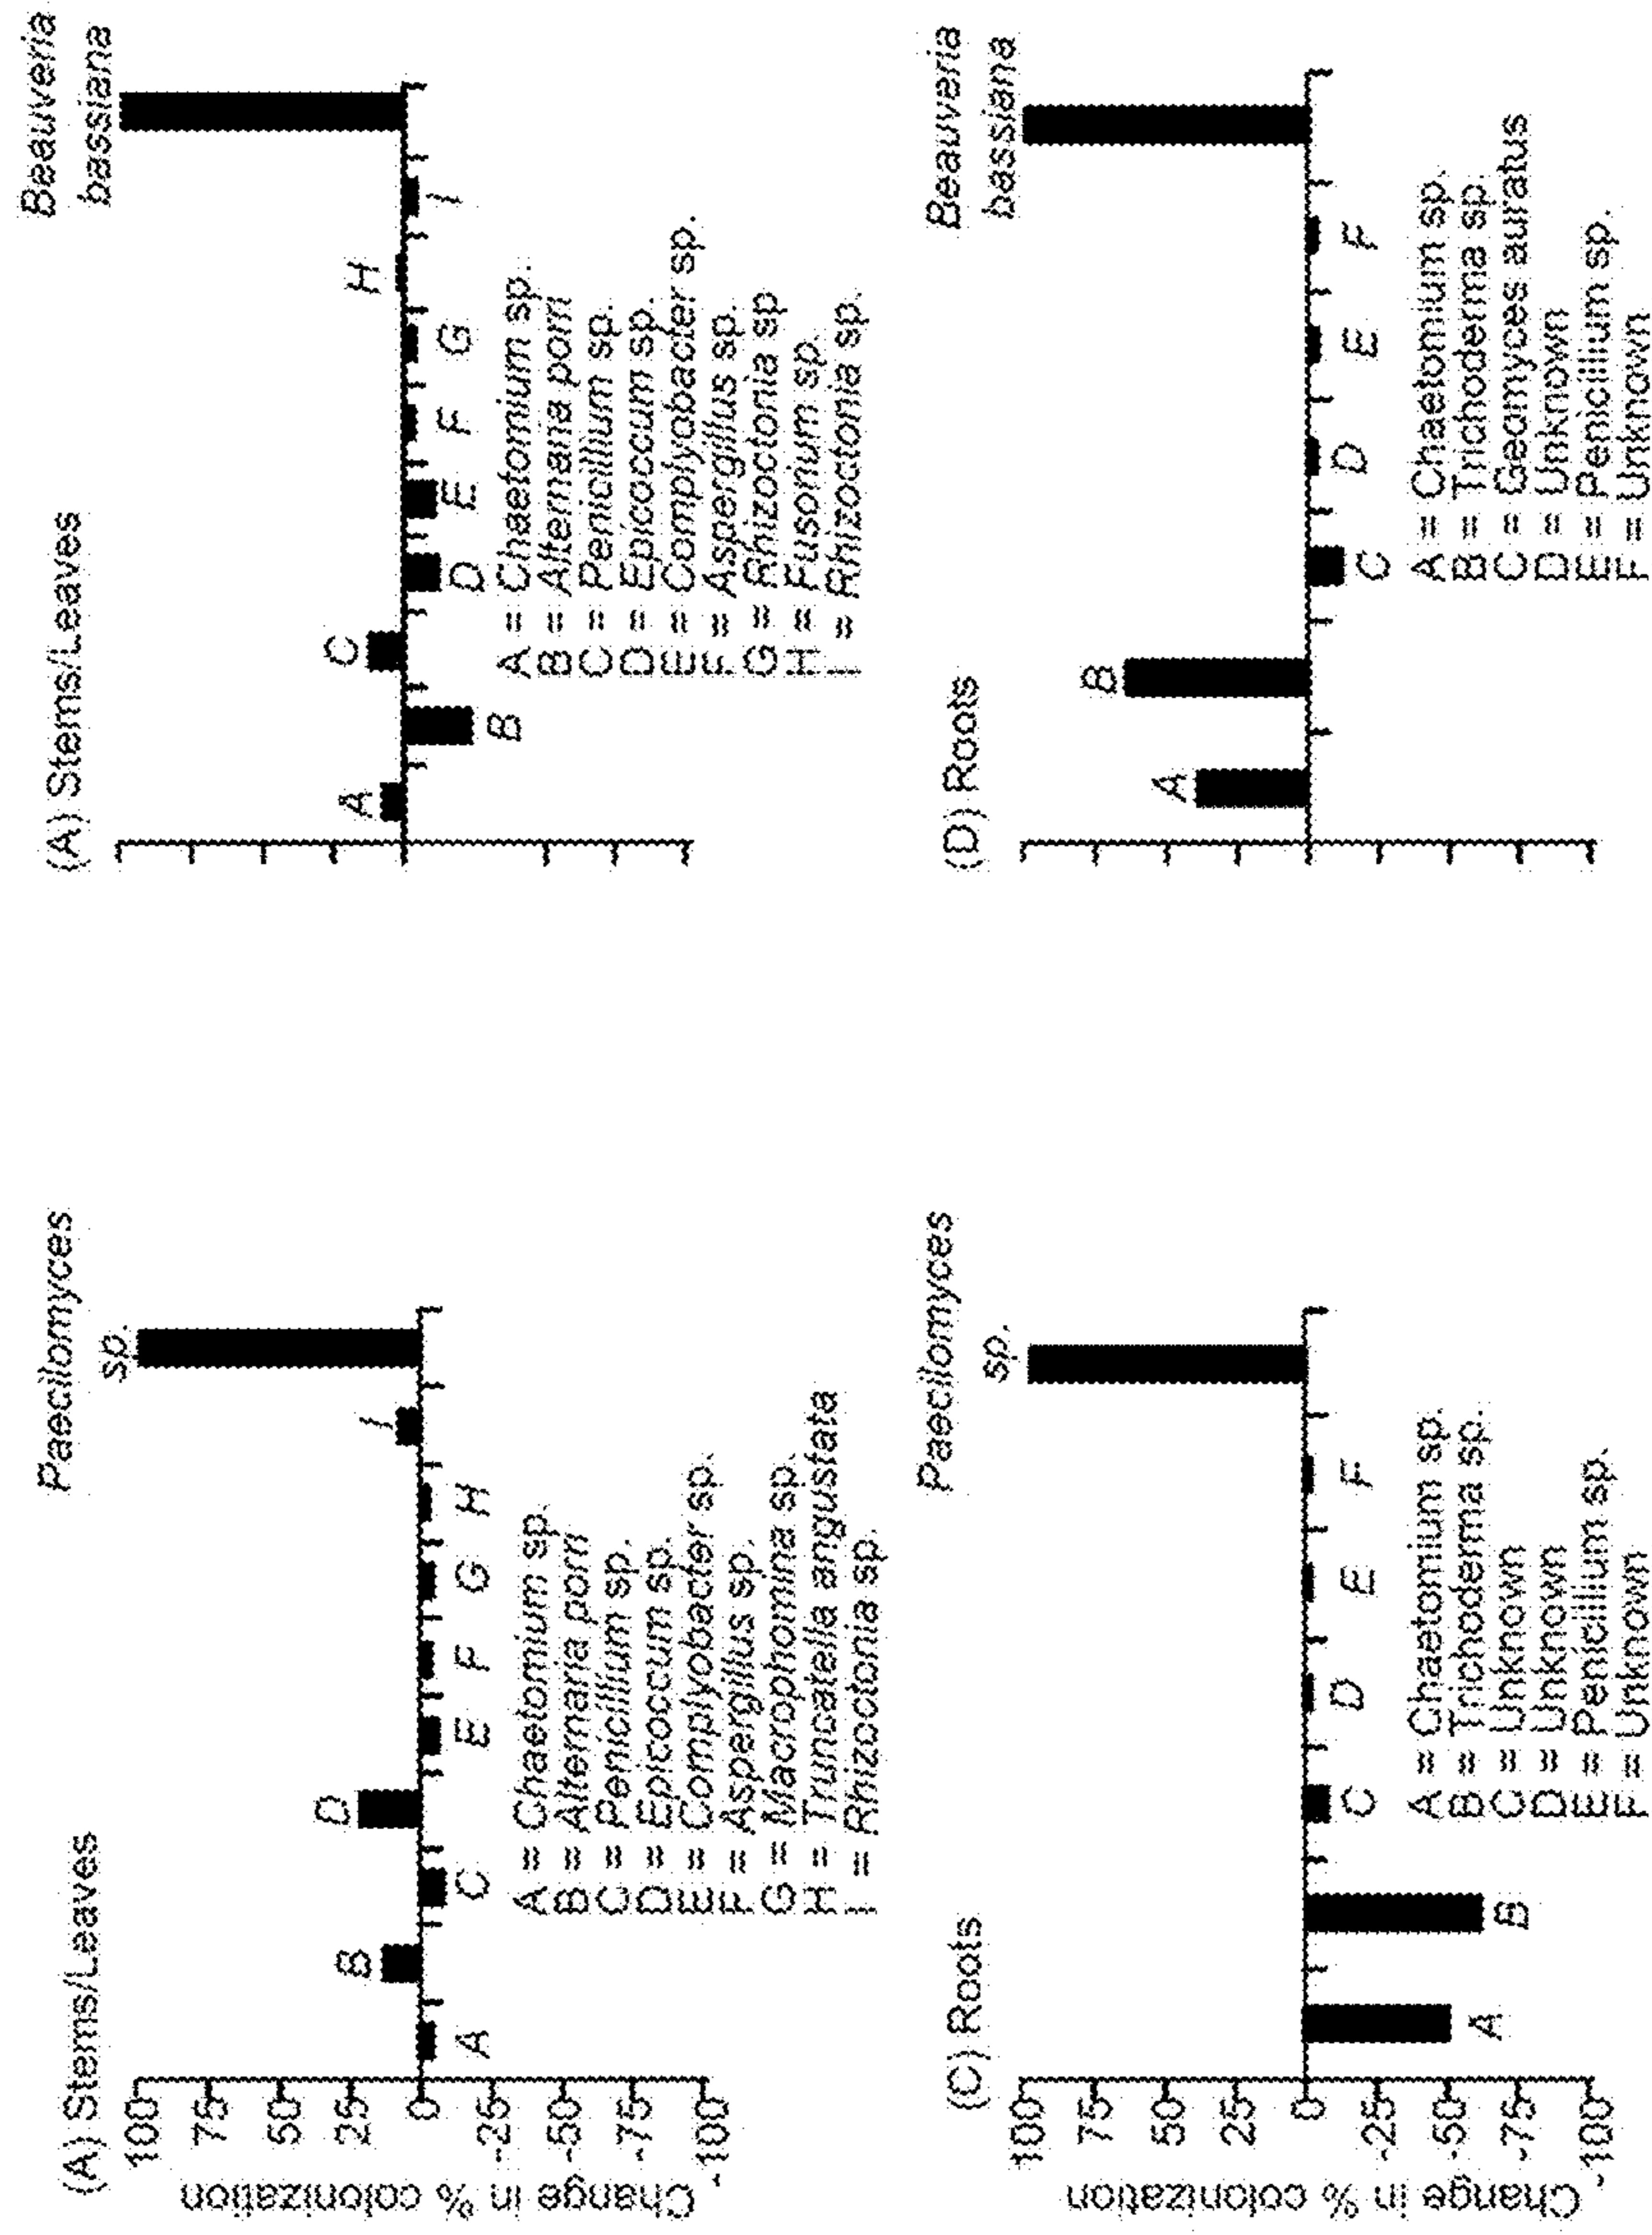 (A) Stems/Leaves
Paecilomyces
sp.
100
75
50
25
0
-25
-50
-75
-100
Change in % colonization
A
B
C
D
E
F
G
H
I
A = Chaetomium sp.
B = Alternaria porri
C = Penicillium sp.
D = Epicoccum sp.
E = Complyobacter sp.
F = Aspergillus sp.
G = Macrophomina sp.
H = Truncatella angustata
I = Rhizoctonia sp.
(A) Stems/Leaves
Beauveria
bassiana
A
B
C
D
E
F
G
H
I
A = Chaetomium sp.
B = Alternaria porri
C = Penicillium sp.
D = Epicoccum sp.
E = Complyobacter sp.
F = Aspergillus sp.
G = Rhizoctonia sp
H = Fusorium sp.
I = Rhizoctonia sp.
(C) Roots
Paecilomyces
sp.
100
75
50
25
0
-25
-50
-75
-100
Change in % colonization
A
B
C
D
E
F
A = Chaetomium sp.
B = Trichoderma sp.
C = Unknown
D = Unknown
E = Penicillium sp.
F = Unknown
(D) Roots
Beauveria
bassiana
A
B
C
D
E
F
A = Chaetomium sp.
B = Trichoderma sp.
C = Geomyces auratus
D = Unknown
E = Penicillium sp.
F = Unknown